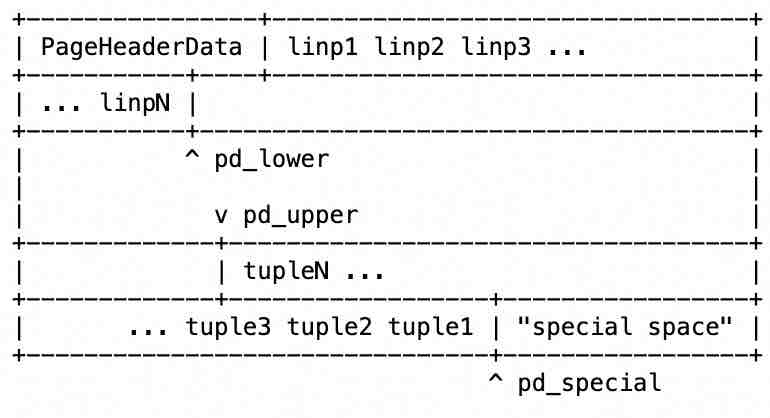 PageHeaderData | linp1 linp2 linp3 ...
... linpN |
^ pd_lower
v pd_upper
| tupleN ...
... tuple3 tuple2 tuple1 | "special space"
^ pd_special